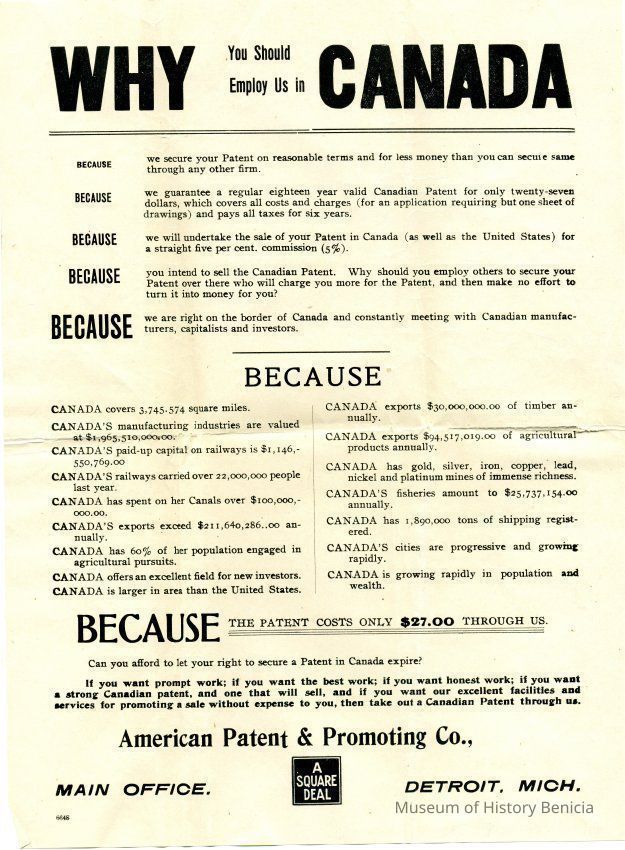 WHY You Should Employ Us in CANADA
BECAUSE we secure your Patent on reasonable terms and for less money than you can secure same
through any other firm.
BECAUSE we guarantee a regular eighteen year valid Canadian Patent for only twenty-seven
dollars, which covers all costs and charges (for an application requiring but one sheet of
drawings) and pays all taxes for six years.
BECAUSE we will undertake the sale of your Patent in Canada (as well as the United States) for
a straight five per cent. commission (5%).
BECAUSE you intend to sell the Canadian Patent. Why should you employ others to secure your
Patent over there who will charge you more for the Patent, and then make no effort to
turn it into money for you?
BECAUSE we are right on the border of Canada and constantly meeting with Canadian manufac-
turers, capitalists and investors.
BECAUSE
CANADA covers 3,745.574 square miles.
CANADA'S manufacturing industries are valued
at $1,965,510,000.00.
CANADA'S paid-up capital on railways is $1,146,-
550,769.00
CANADA'S railways carried over 22,000,000 people
last year.
CANADA has spent on her Canals over $100,000,-
000.00.
CANADA'S exports exceed $211,640,286..00 an-
nually.
CANADA has 60% of her population engaged in
agricultural pursuits.
CANADA offers an excellent field for new investors.
CANADA is larger in area than the United States.
CANADA exports $30,000,000.00 of timber an-
nually.
CANADA exports $94,517,019.00 of agricultural
products annually.
CANADA has gold, silver, iron, copper, lead,
nickel and platinum mines of immense richness.
CANADA'S fisheries amount to $25,737,154.00
annually.
CANADA has 1,890,000 tons of shipping regist-
ered.
CANADA'S cities are progressive and growing
rapidly.
CANADA is growing rapidly in population and
wealth.
BECAUSE THE PATENT COSTS ONLY $27.00 THROUGH US.
Can you afford to let your right to secure a Patent in Canada expire?
If you want prompt work; if you want the best work; if you want honest work; if you want
a strong Canadian patent, and one that will sell, and if you want our excellent facilities and
services for promoting a sale without expense to you, then take out a Canadian Patent through us.
American Patent & Promoting Co.,
MAIN OFFICE.
A
SQUARE
DEAL
DETROIT, MICH.
Museum of History Benicia
6646